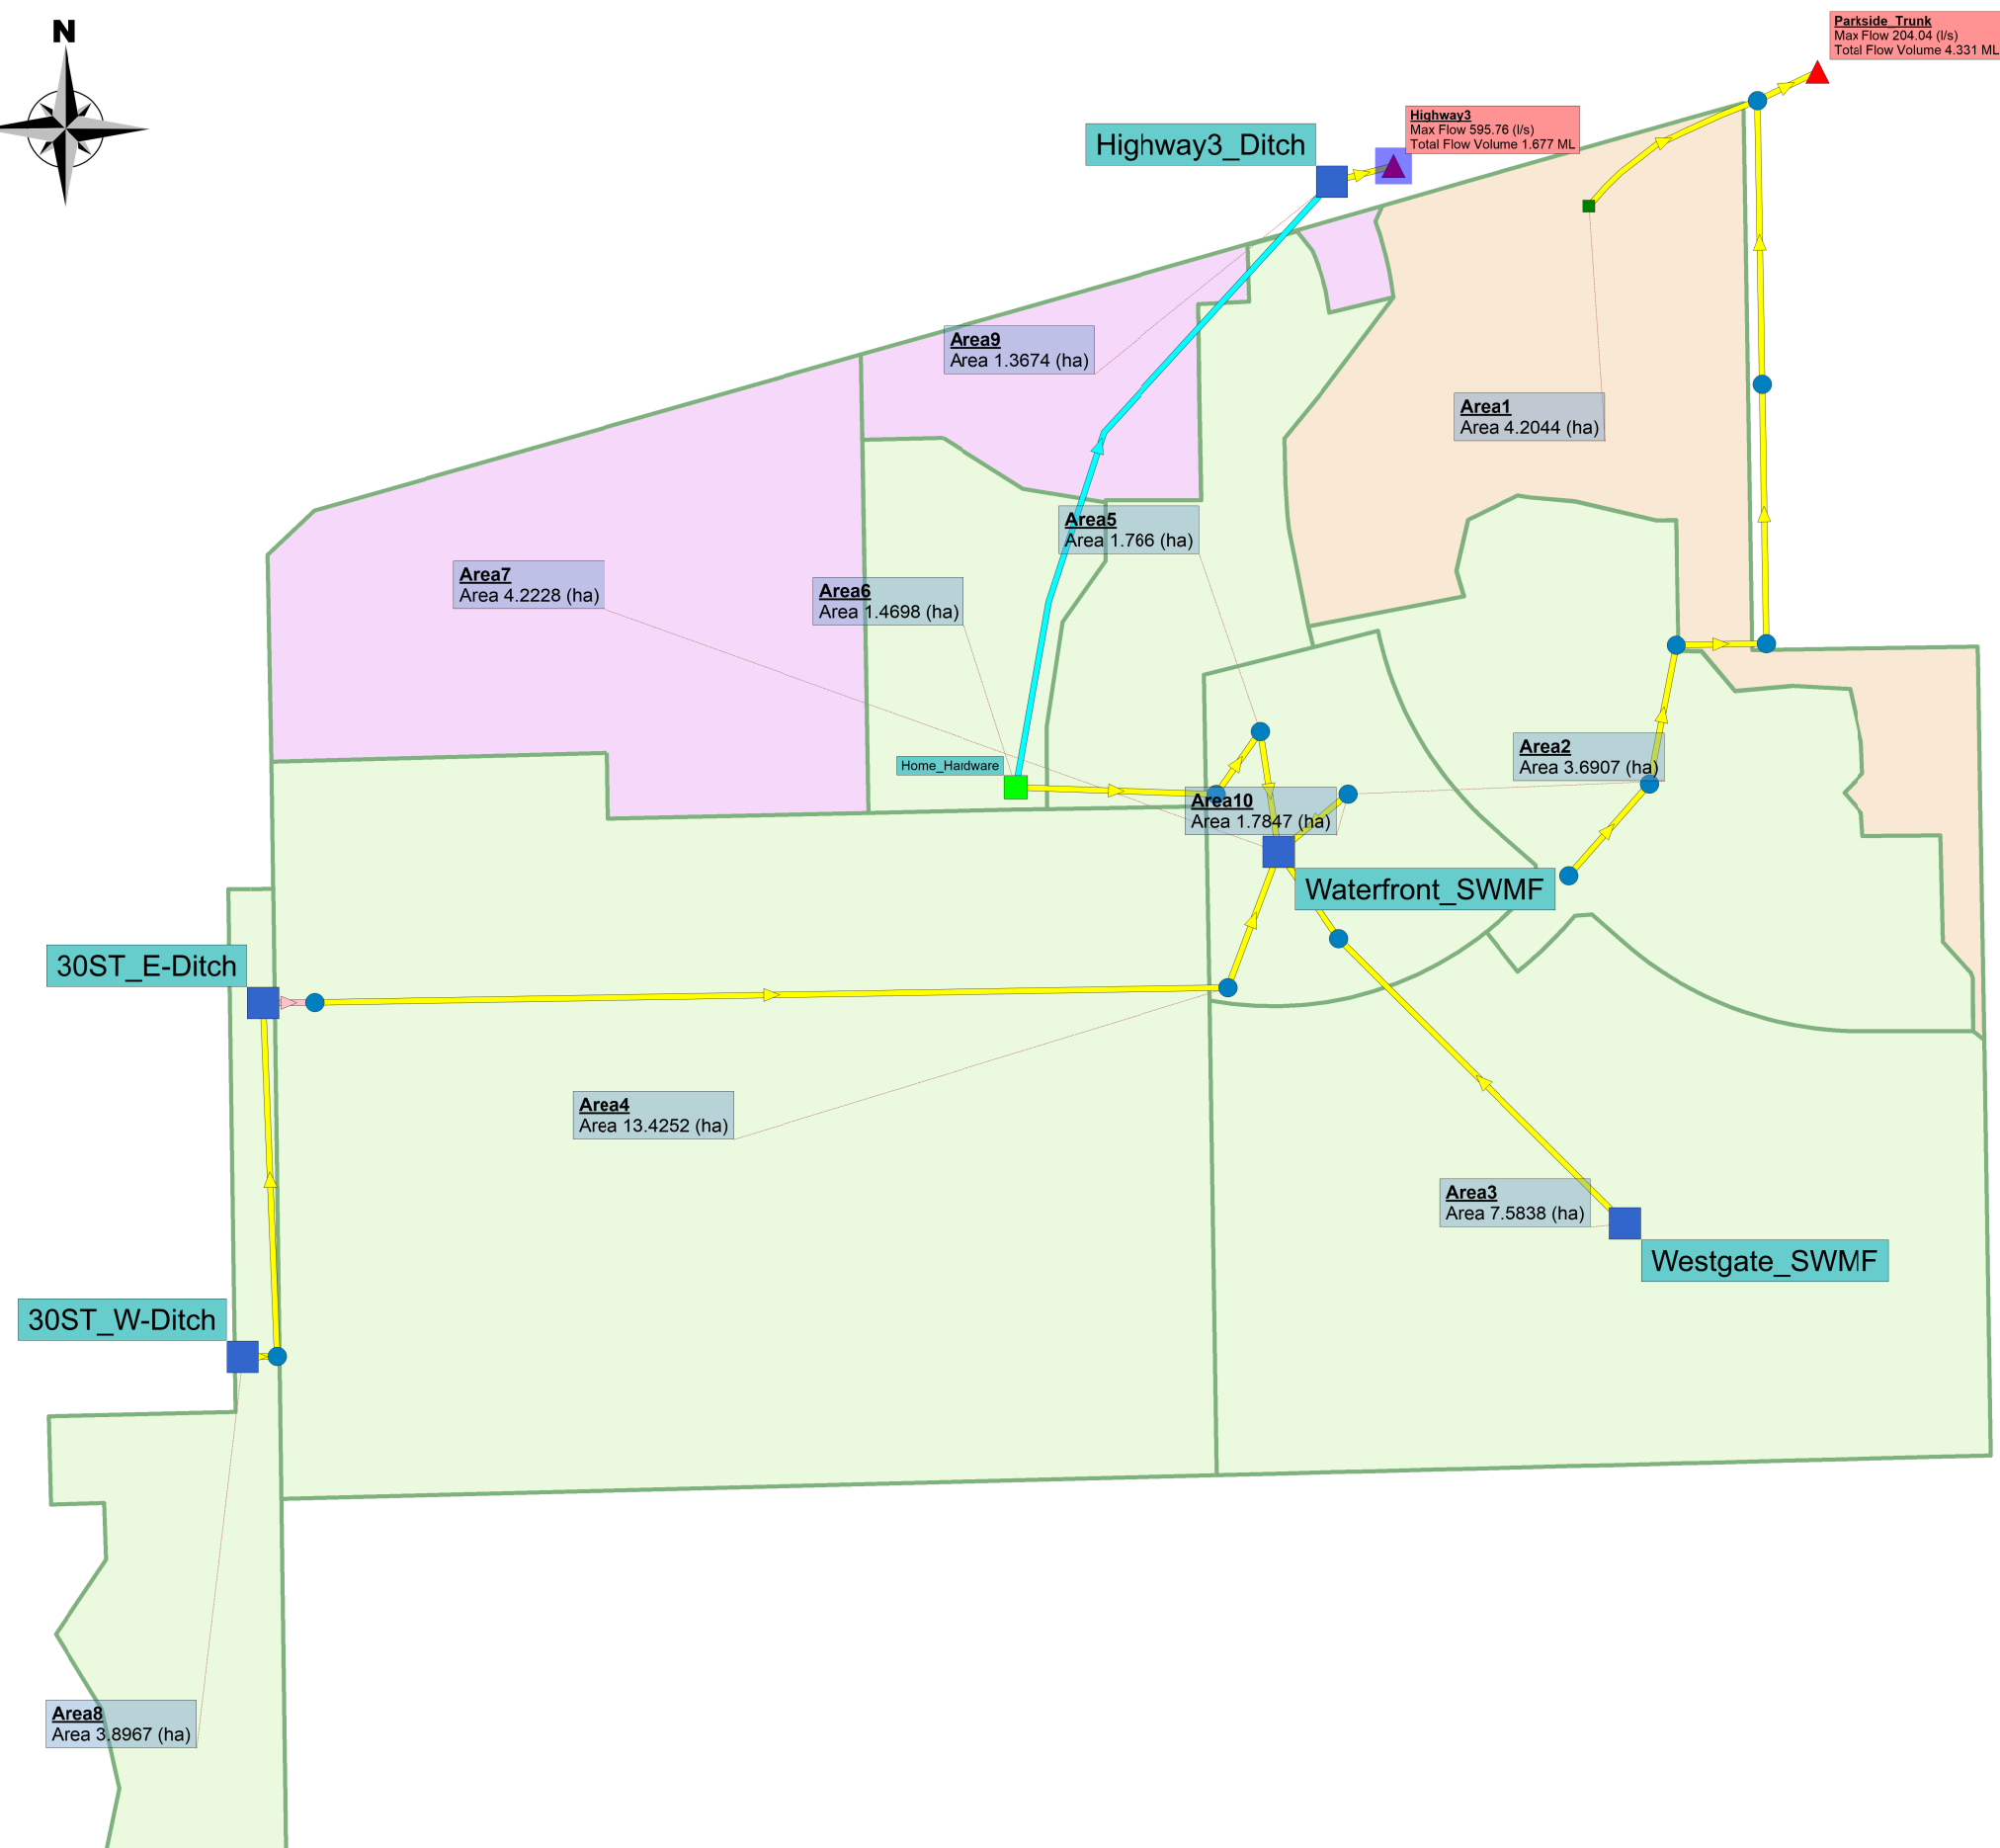 N
Parkside_Trunk
Max Flow 204.04 (l/s)
Total Flow Volume 4.331 ML
Highway3
Max Flow 595.76 (l/s)
Total Flow Volume 1.677 ML
Highway3_Ditch
Area9
Area 1.3674 (ha)
Area1
Area 4.2044 (ha)
Area5
Area 1.766 (ha)
Area7
Area 4.2228 (ha)
Area6
Area 1.4698 (ha)
Area2
Area 3.6907 (ha)
Home_Hardware
Area10
Area 1.7847 (ha)
Waterfront_SWMF
30ST_E-Ditch
Area4
Area 13.4252 (ha)
Area3
Area 7.5838 (ha)
Westgate_SWMF
30ST_W-Ditch
Area8
Area 3.8967 (ha)